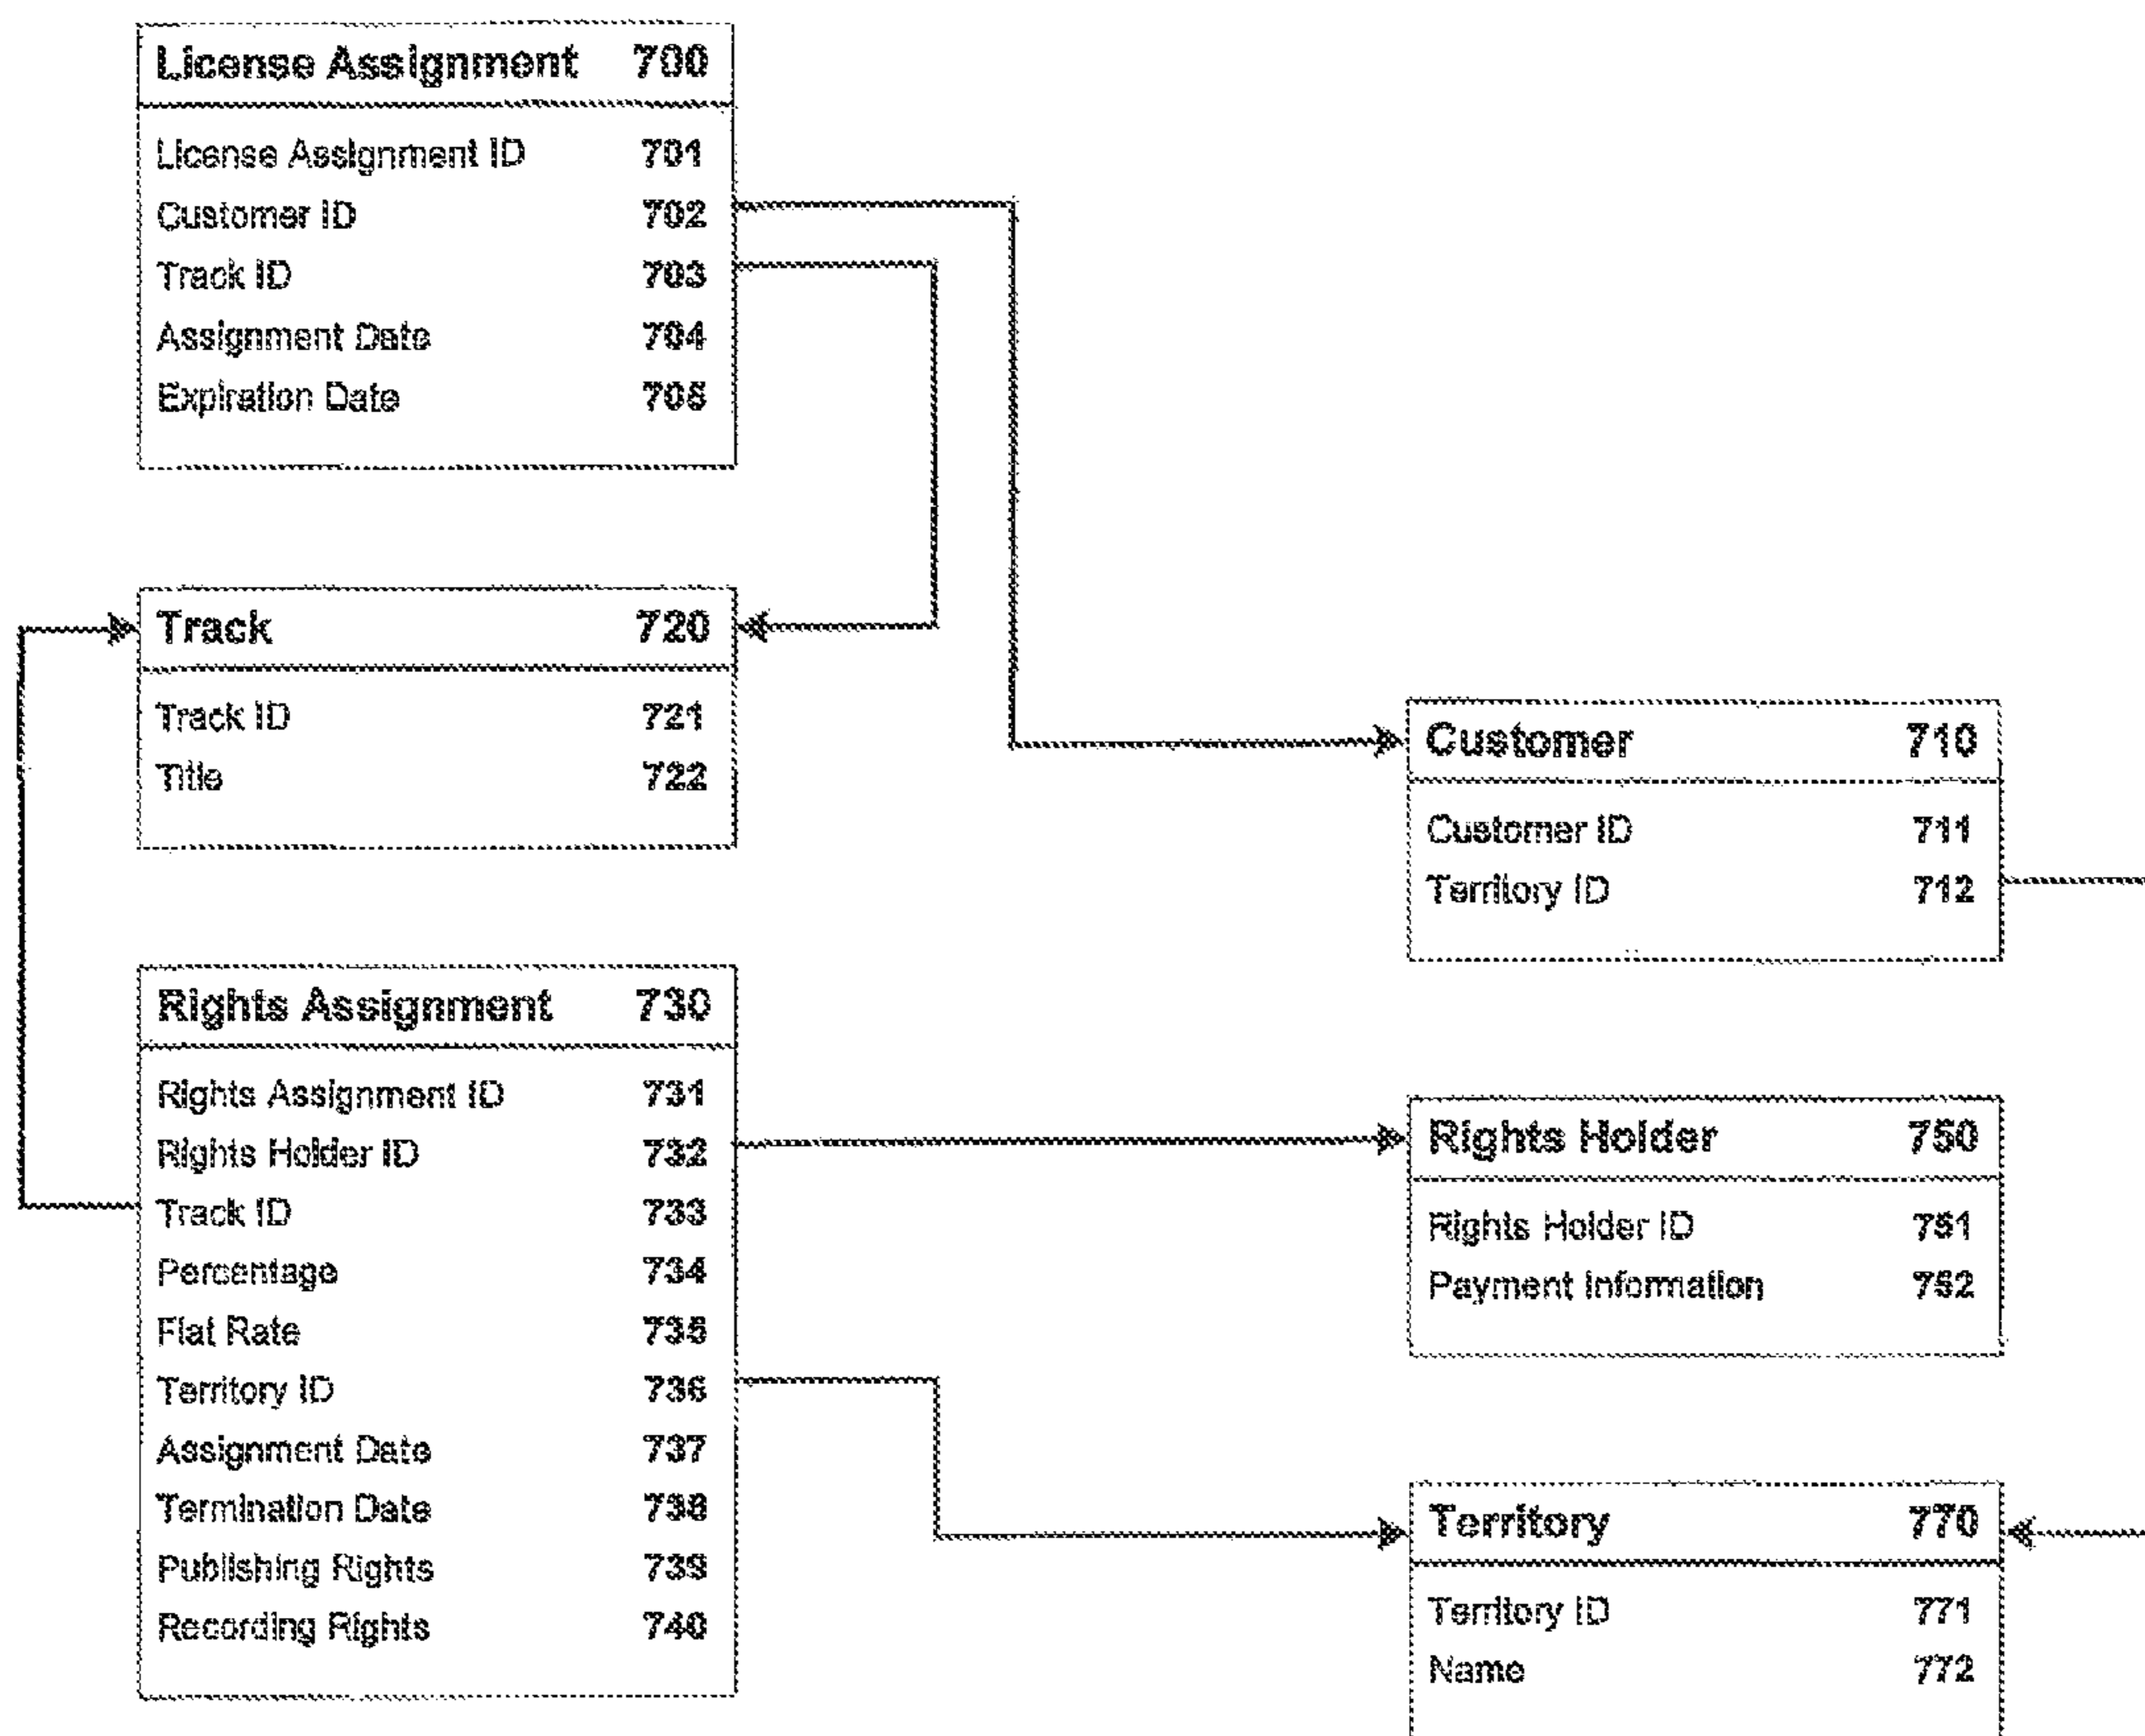 License Assignment 700
License Assignment ID 701
Customer ID 702
Track ID 703
Assignment Date 704
Expiration Date 705
Track 720
Track ID 721
Title 722
Customer 710
Customer ID 711
Territory ID 712
Rights Assignment 730
Rights Assignment ID 731
Rights Holder ID 732
Track ID 733
Percentage 734
Flat Rate 735
Territory ID 736
Assignment Date 737
Termination Date 738
Publishing Rights 739
Recording Rights 740
Rights Holder 750
Rights Holder ID 751
Payment Information 752
Territory 770
Territory ID 771
Name 772